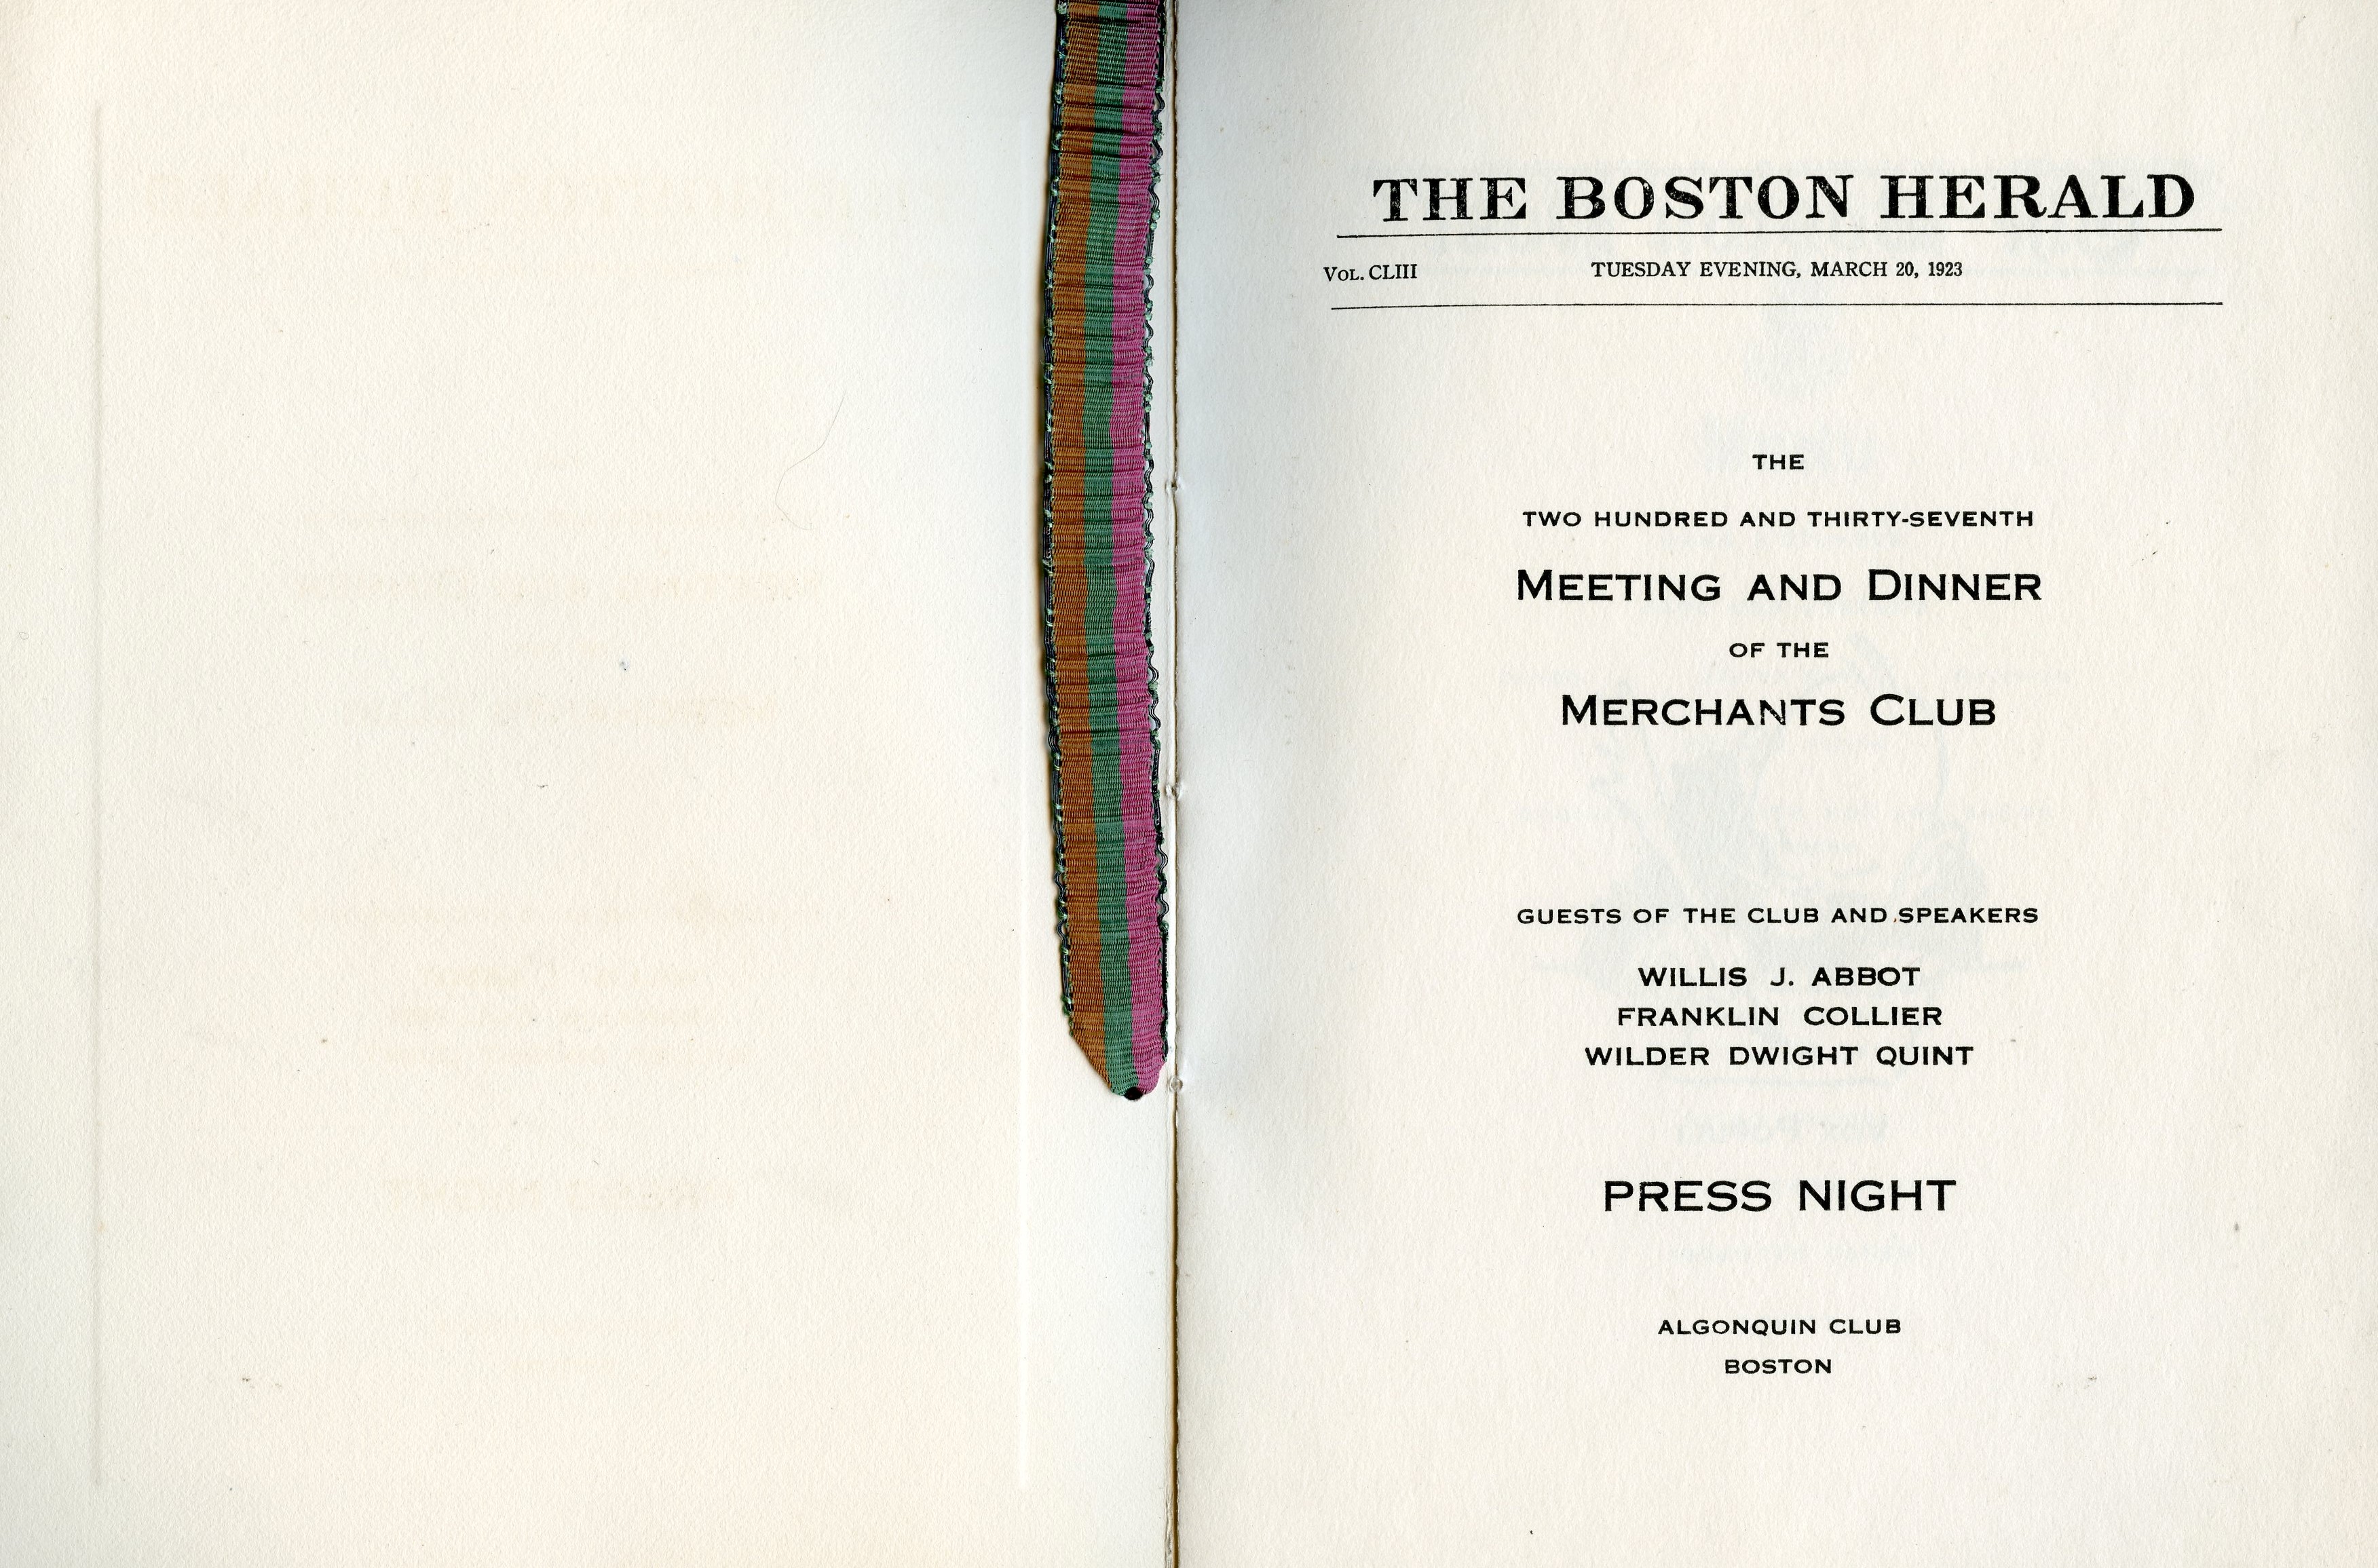 THE BOSTON HERALD
VOL. CLIII TUESDAY EVENING, MARCH 20, 1923
THE
TWO HUNDRED AND THIRTY-SEVENTH
MEETING AND DINNER
OF THE
MERCHANTS CLUB
GUESTS OF THE CLUB AND SPEAKERS
WILLIS J. ABBOT
FRANKLIN COLLIER
WILDER DWIGHT QUINT
PRESS NIGHT
ALGONQUIN CLUB
BOSTON